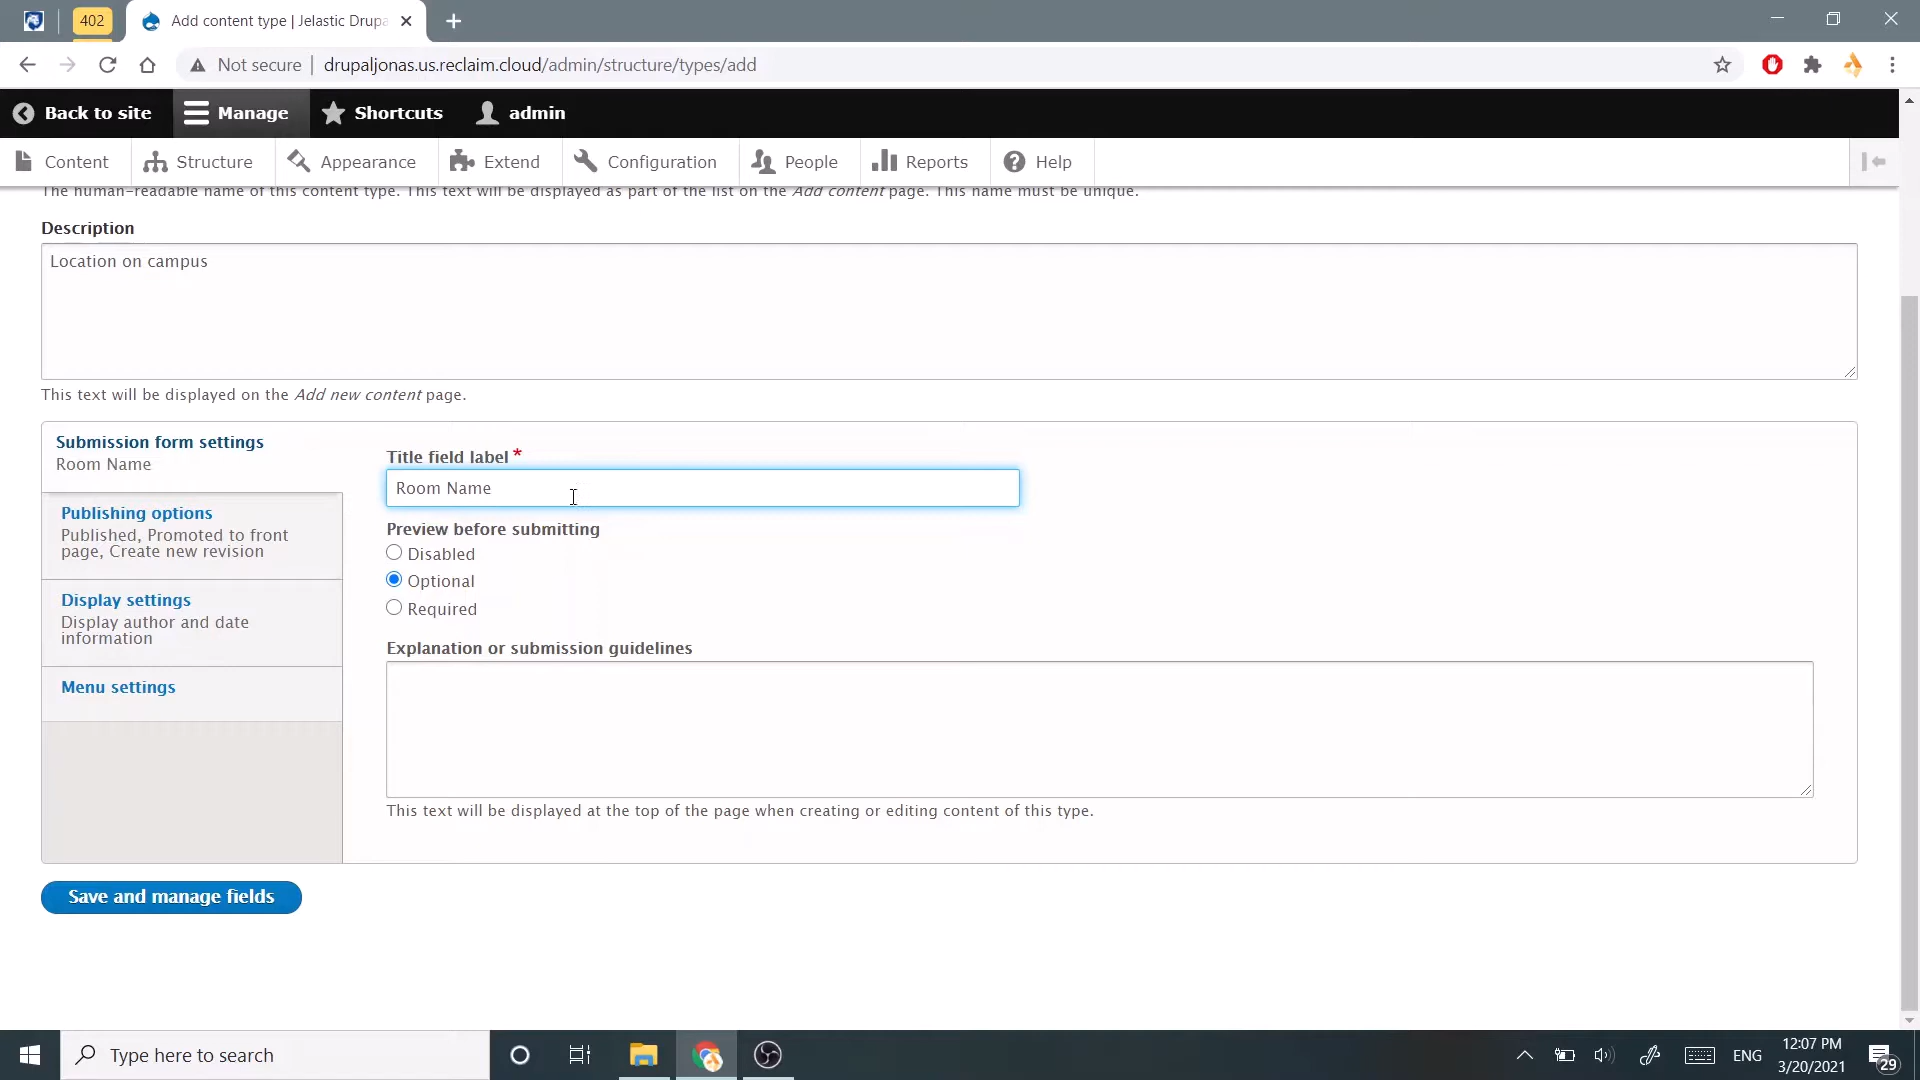 402
Add content type | Jelastic Drupa
Not secure | drupaljonas.us.reclaim.cloud/admin/structure/types/add
Back to site
Manage
Shortcuts
admin
Content
Structure
Appearance
Extend
Configuration
People
Reports
Help
The human-readable name of this content type. This text will be displayed as part of the list on the Add content page. This name must be unique.
Description
Location on campus
This text will be displayed on the Add new content page.
Submission form settings
Room Name
Publishing options
Published, Promoted to front
page, Create new revision
Display settings
Display author and date
information
Menu settings
Title field label *
Room Name
Preview before submitting
Disabled
Optional
Required
Explanation or submission guidelines
This text will be displayed at the top of the page when creating or editing content of this type.
Save and manage fields
Type here to search
ENG
12:07 PM
3/20/2021
29